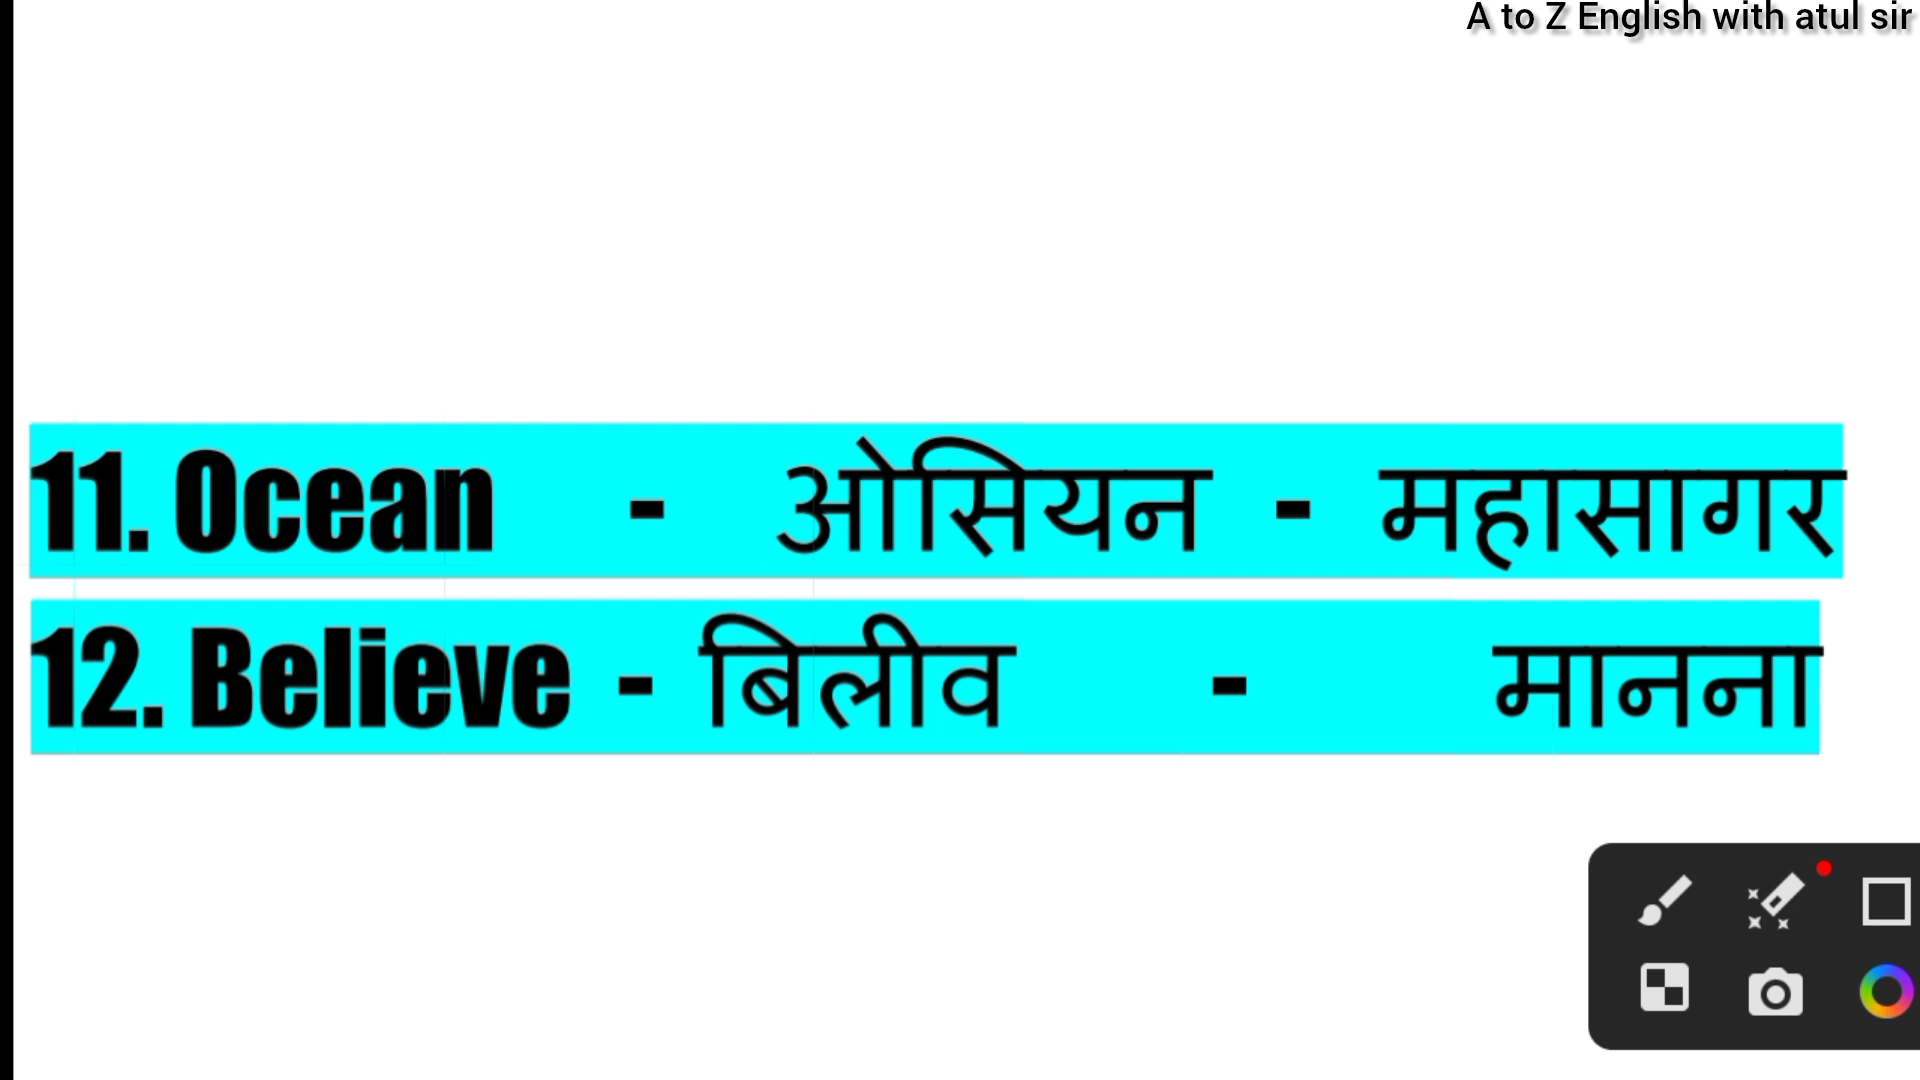 A to Z English with atul sir
11. Ocean - ओसियन - महासागर
12. Believe - बिलीव - मानना